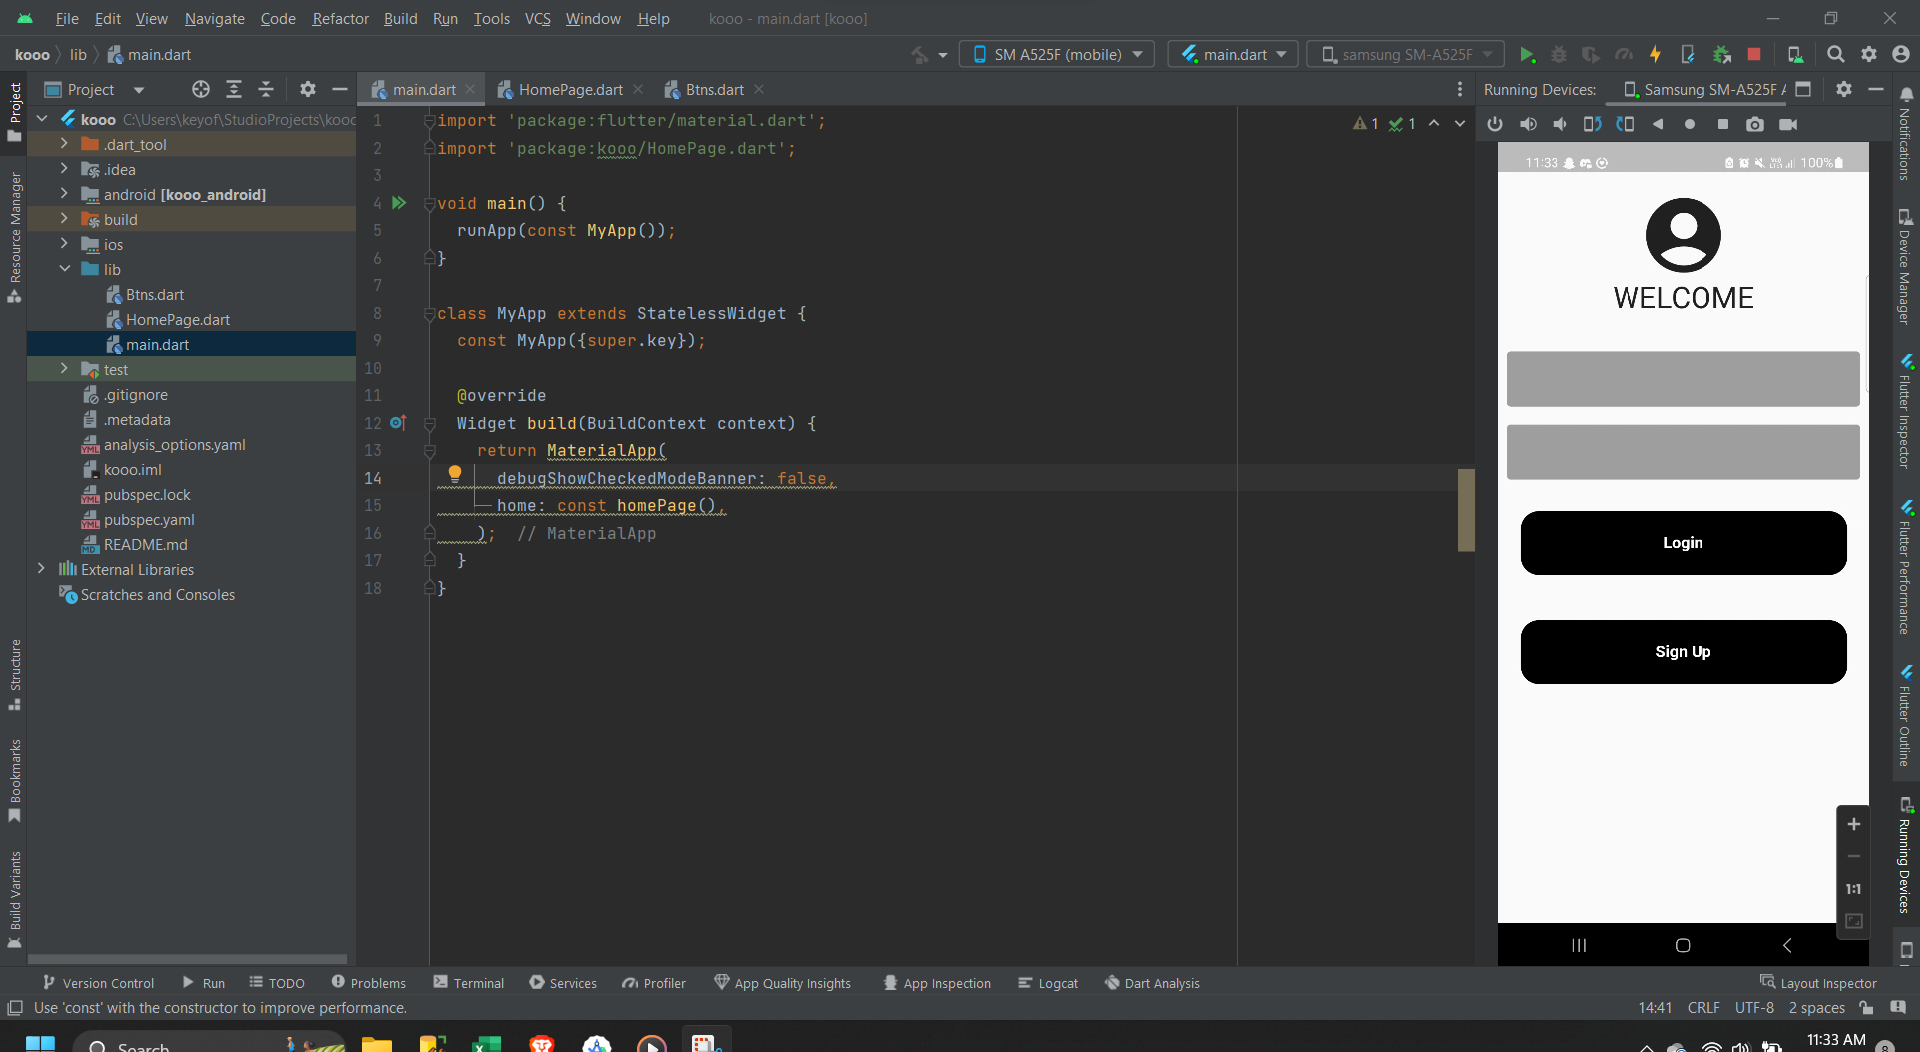 File Edit View Navigate Code Refactor Build Run Tools VCS Window Help kooo - main.dart [kooo]
kooo lib main.dart SM A525F (mobile) main.dart samsung SM-A525F
Project main.dart HomePage.dart Btns.dart Running Devices: Samsung SM-A525F
kooo C:\Users\keyof\StudioProjects\kooo
.dart_tool
.idea
android [kooo_android]
build
ios
lib
Btns.dart
HomePage.dart
main.dart
test
.gitignore
.metadata
analysis_options.yaml
kooo.iml
pubspec.lock
pubspec.yaml
README.md
External Libraries
Scratches and Consoles
Project
Resource Manager
Structure
Bookmarks
Build Variants
1 import 'package:flutter/material.dart';
2 import 'package:kooo/HomePage.dart';
3
4 void main() {
5 runApp(const MyApp());
6 }
7
8 class MyApp extends StatelessWidget {
9 const MyApp({super.key});
10
11 @override
12 Widget build(BuildContext context) {
13 return MaterialApp(
14 debugShowCheckedModeBanner: false,
15 home: const homePage(),
16 ); // MaterialApp
17 }
18 }
1 1
11:33 100%
WELCOME
Login
Sign Up
1:1
Notifications
Device Manager
Flutter Inspector
Flutter Performance
Flutter Outline
Running Devices
Version Control Run TODO Problems Terminal Services Profiler App Quality Insights App Inspection Logcat Dart Analysis Layout Inspector
Use 'const' with the constructor to improve performance. 14:41 CRLF UTF-8 2 spaces
Search 11:33 AM